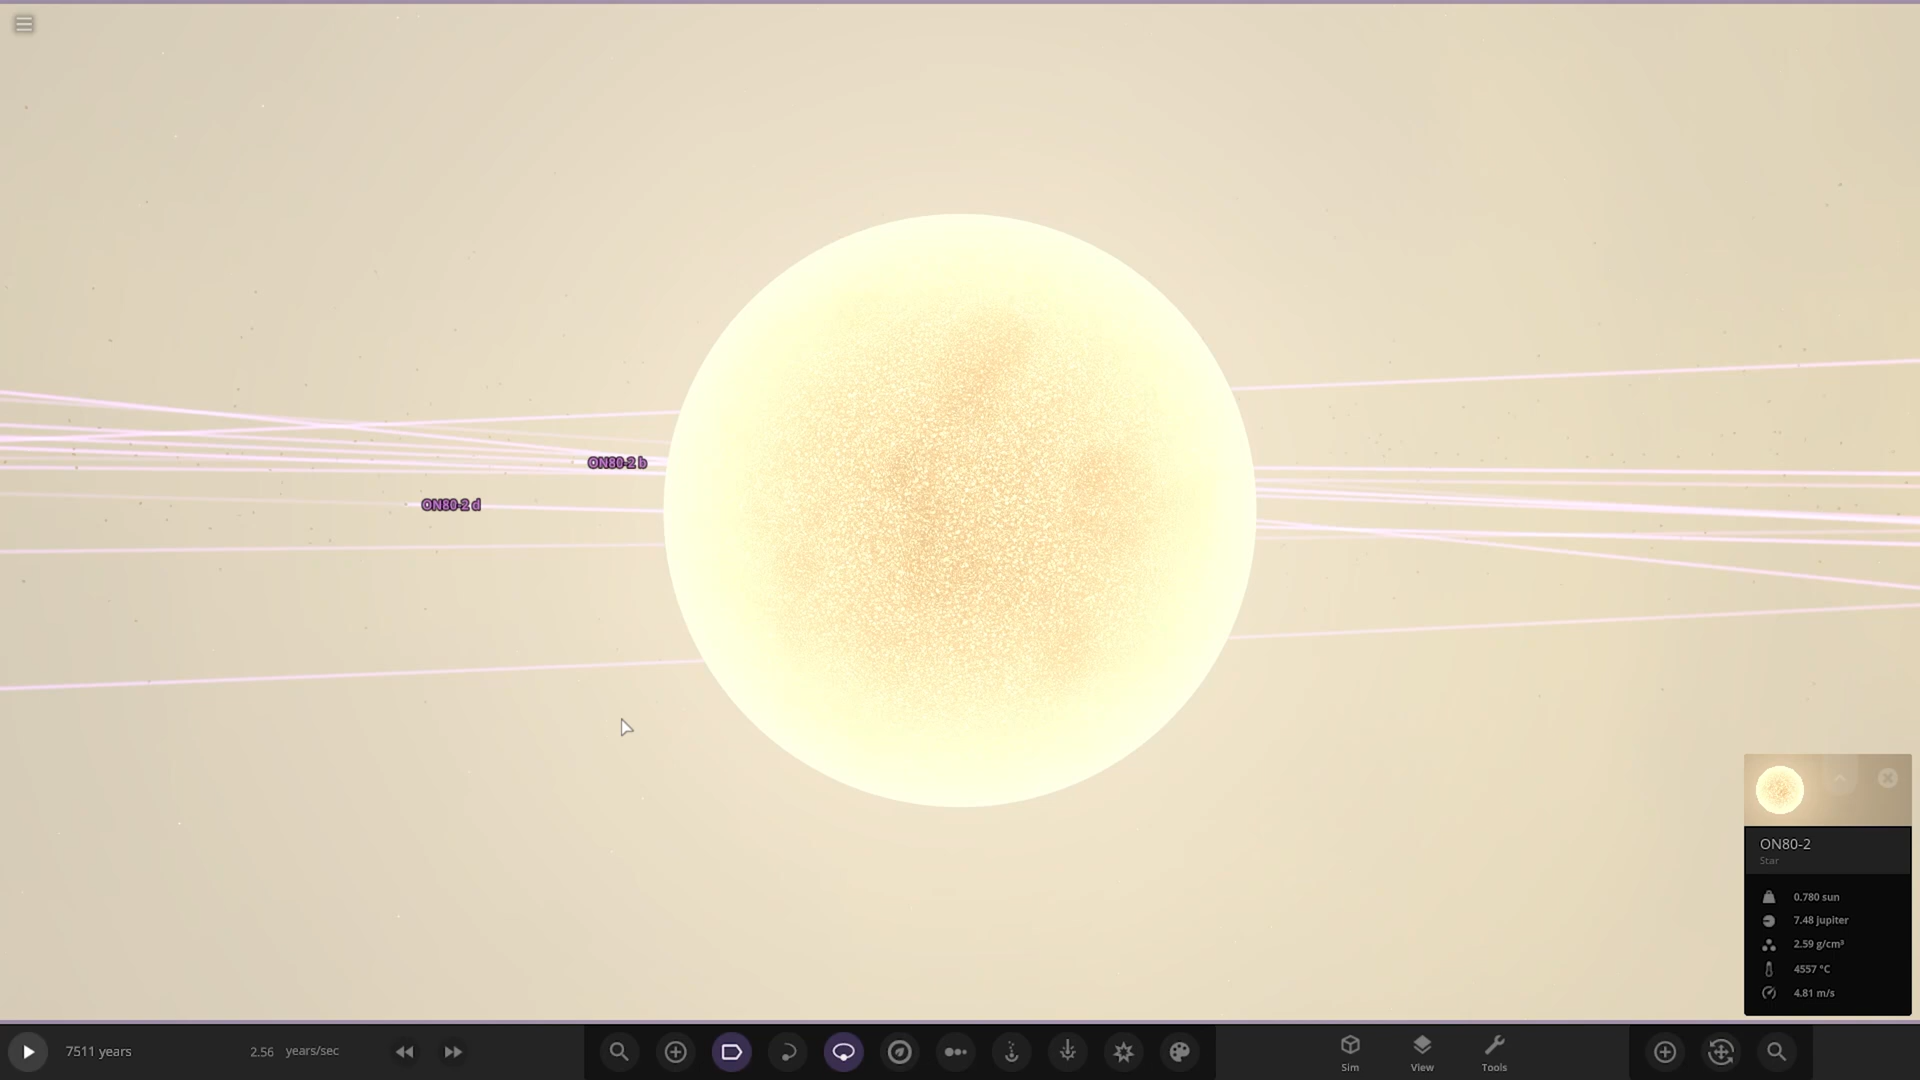 ON80-2 b
ON80-2 d
ON80-2
Star
0.780 sun
7.48 jupiter
2.59 g/cm³
4557 °C
4.81 m/s
7511 years
2.56 years/sec
Sim
View
Tools